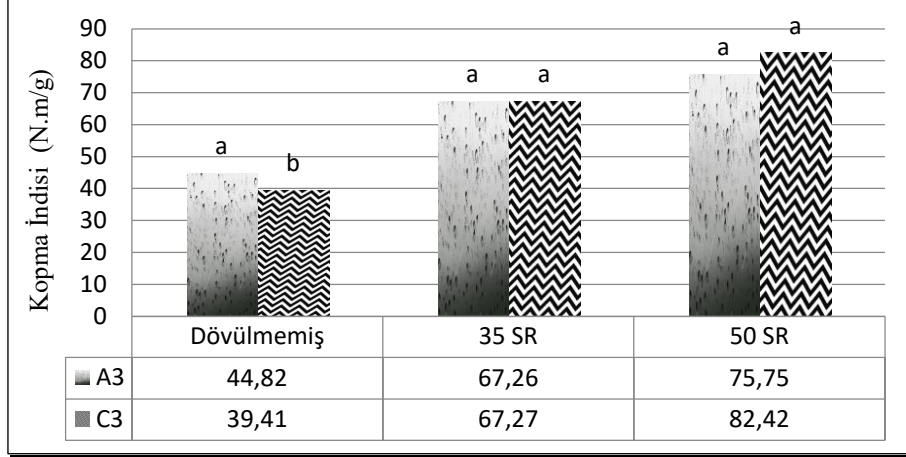 Kopma İndisi (N.m/g)
90
80
70
60
50
40
30
20
10
0
a
b
a
a
a
a
Dövülmemiş 35 SR 50 SR
A3 44,82 67,26 75,75
C3 39,41 67,27 82,42